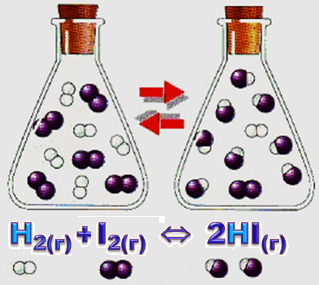 H₂(г) + I₂(г) ⇔ 2HI(г)